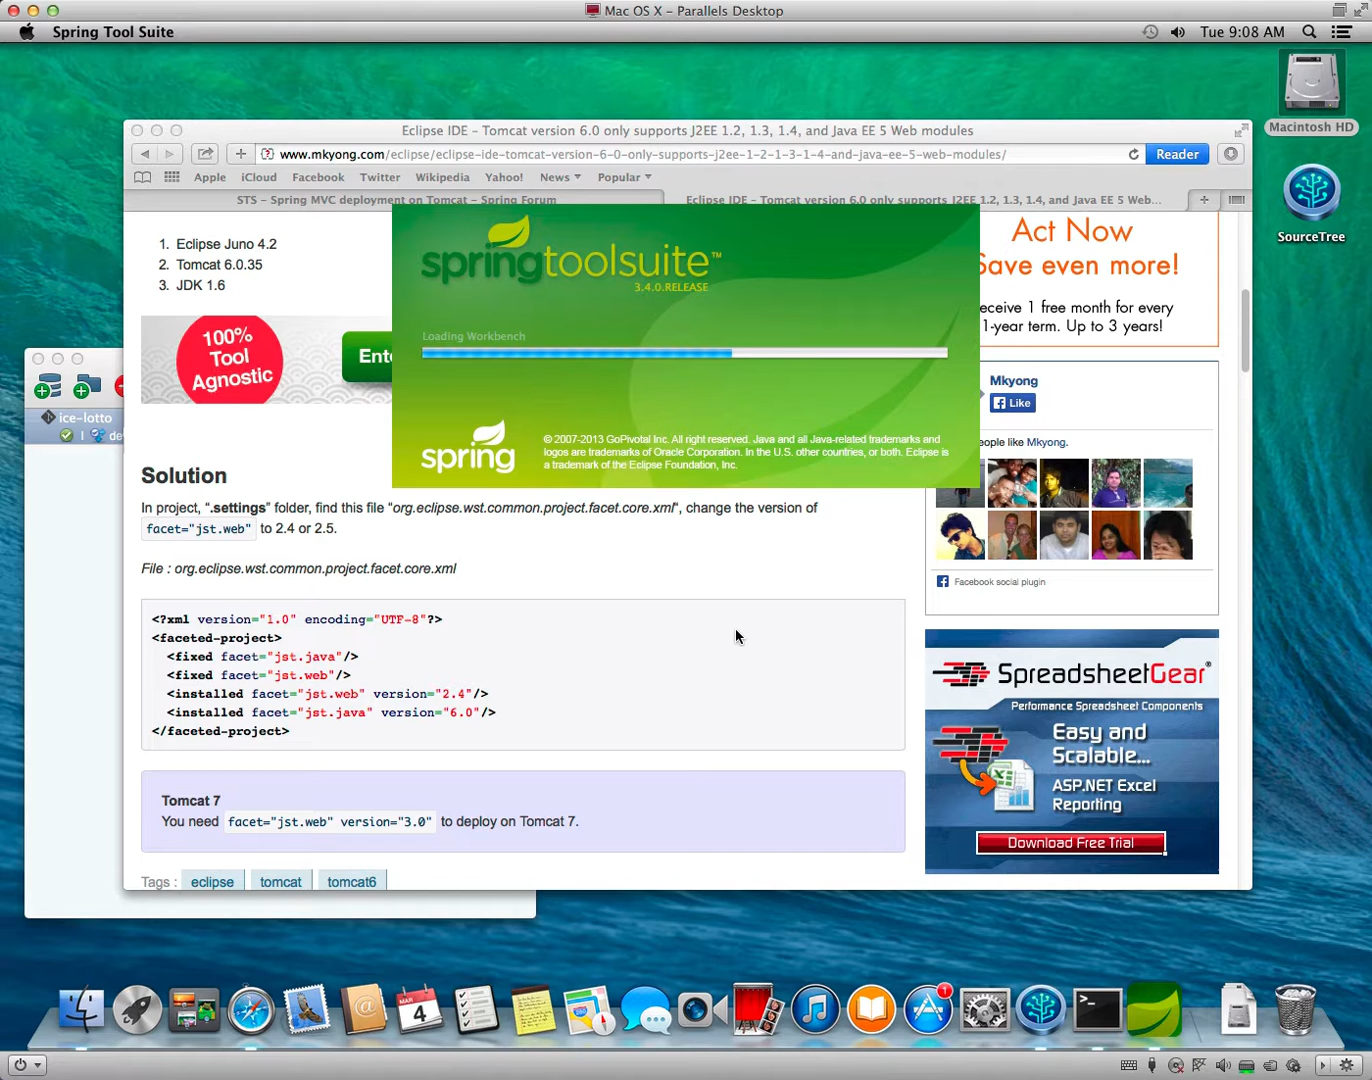 Mac OS X - Parallels Desktop
Spring Tool Suite
Tue 9:08 AM
Macintosh HD
SourceTree
Eclipse IDE – Tomcat version 6.0 only supports J2EE 1.2, 1.3, 1.4, and Java EE 5 Web modules
www.mkyong.com/eclipse/eclipse-ide-tomcat-version-6-0-only-supports-j2ee-1-2-1-3-1-4-and-java-ee-5-web-modules/
Reader
Apple iCloud Facebook Twitter Wikipedia Yahoo! News Popular
STS – Spring MVC deployment on Tomcat – Spring Forum
Eclipse IDE – Tomcat version 6.0 only supports J2EE 1.2, 1.3, 1.4, and Java EE 5 Web...
1. Eclipse Juno 4.2
2. Tomcat 6.0.35
3. JDK 1.6
100%
Tool
Agnostic
Ente
springtoolsuite™
3.4.0.RELEASE
Loading Workbench
spring
© 2007-2013 GoPivotal Inc. All right reserved. Java and all Java-related trademarks and
logos are trademarks of Oracle Corporation. In the U.S. other countries, or both. Eclipse is
a trademark of the Eclipse Foundation, Inc.
Act Now
Save even more!
eceive 1 free month for every
1-year term. Up to 3 years!
Mkyong
Like
eople like Mkyong.
Facebook social plugin
ice-lotto
de
Solution
In project, ".settings" folder, find this file "org.eclipse.wst.common.project.facet.core.xml", change the version of
facet="jst.web" to 2.4 or 2.5.
File : org.eclipse.wst.common.project.facet.core.xml
<?xml version="1.0" encoding="UTF-8"?>
<faceted-project>
<fixed facet="jst.java"/>
<fixed facet="jst.web"/>
<installed facet="jst.web" version="2.4"/>
<installed facet="jst.java" version="6.0"/>
</faceted-project>
Tomcat 7
You need facet="jst.web" version="3.0" to deploy on Tomcat 7.
Tags : eclipse tomcat tomcat6
SpreadsheetGear®
Performance Spreadsheet Components
Easy and
Scalable...
ASP.NET Excel
Reporting
Download Free Trial
MAR
4
1